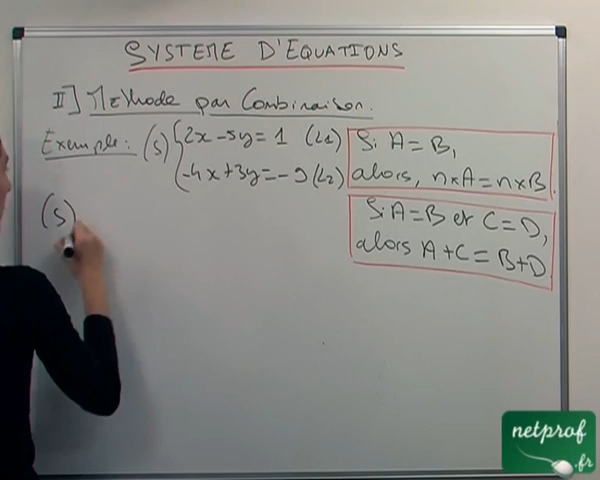 SYSTEME D'EQUATIONS
II] Méthode par Combinaison.
Exemple: (S) { 2x - 5y = 1 (L1)
-4x + 3y = - 9 (L2)
Si A = B,
alors, n x A = n x B.
Si A = B et C = D,
alors A + C = B + D
(S)
netprof
.fr